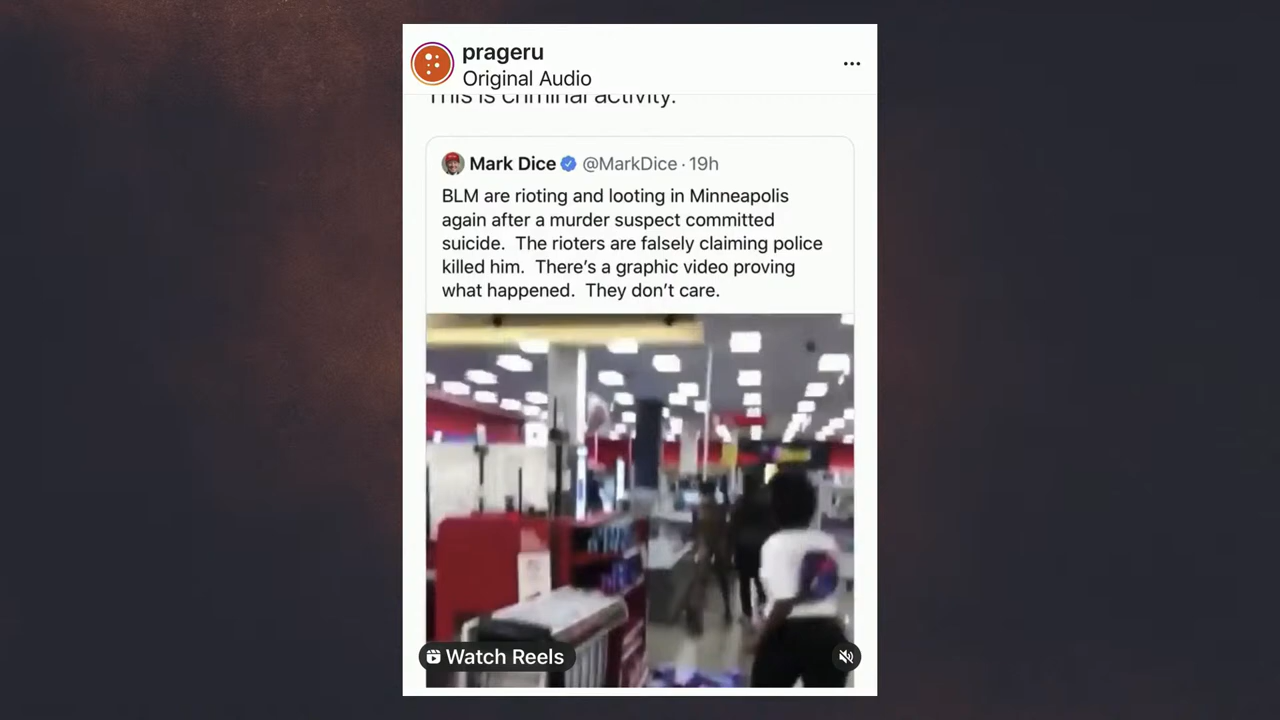 prageru
Original Audio
This is criminal activity.
Mark Dice @MarkDice · 19h
BLM are rioting and looting in Minneapolis
again after a murder suspect committed
suicide.  The rioters are falsely claiming police
killed him.  There’s a graphic video proving
what happened.  They don’t care.
Watch Reels